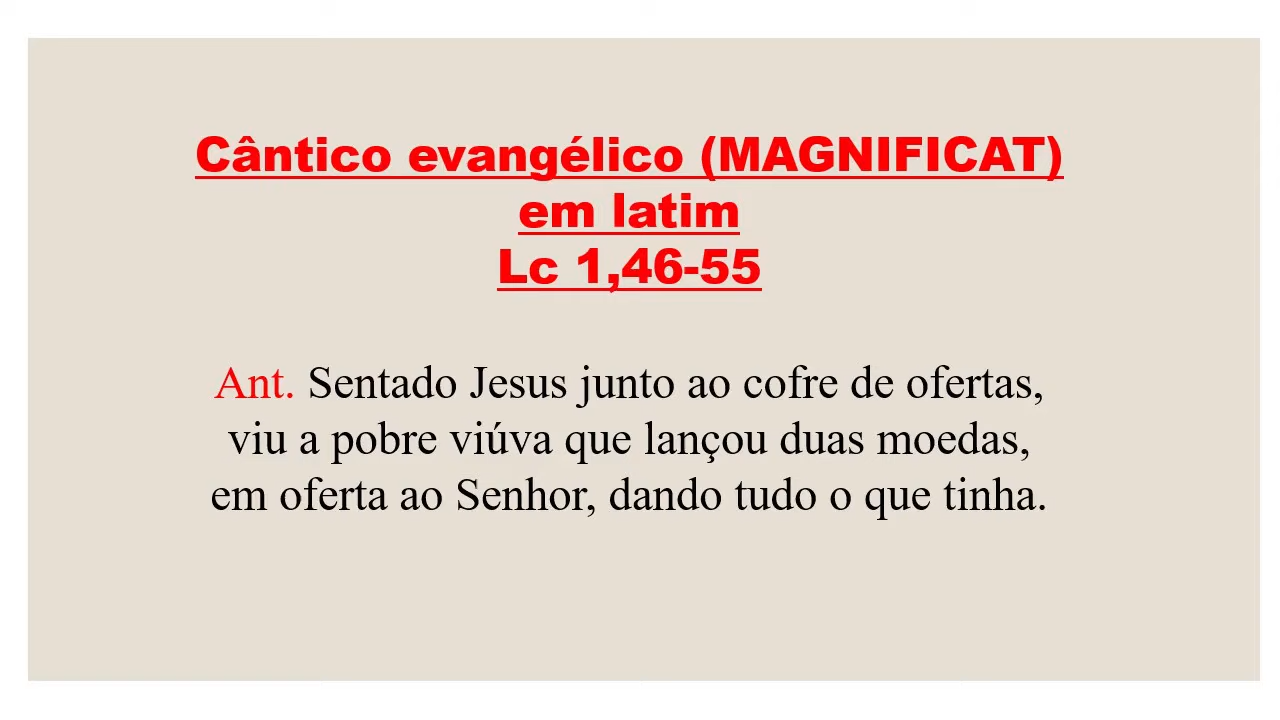 Cântico evangélico (MAGNIFICAT)
em latim
Lc 1,46-55
Ant. Sentado Jesus junto ao cofre de ofertas,
viu a pobre viúva que lançou duas moedas,
em oferta ao Senhor, dando tudo o que tinha.